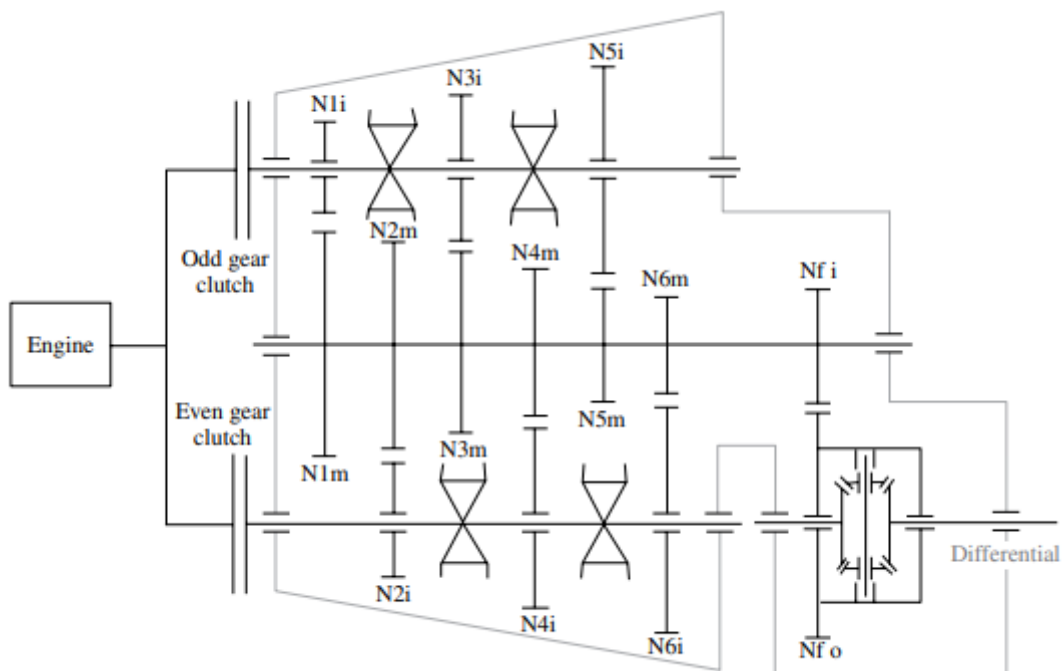 N5i
N3i
N1i
N2m
Odd gear
clutch
N4m
N6m
Nf i
Engine
Even gear
clutch
N5m
N3m
N1m
Differential
N2i
N4i
N6i
Nf o